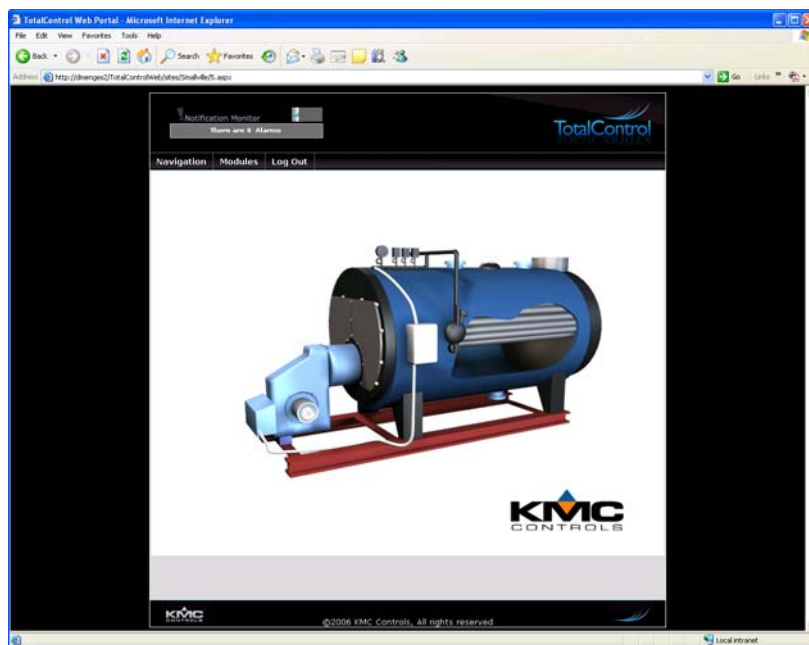 TotalControl Web Portal - Microsoft Internet Explorer
File Edit View Favorites Tools Help
Back Search Favorites
Address http://dmenges2/TotalControlWeb/sites/Smallville/5.aspx Go Links »
Notification Monitor
There are 8 Alarms
TotalControl
Navigation Modules Log Out
KMC
CONTROLS
KMC
CONTROLS
©2006 KMC Controls, All rights reserved
Local intranet